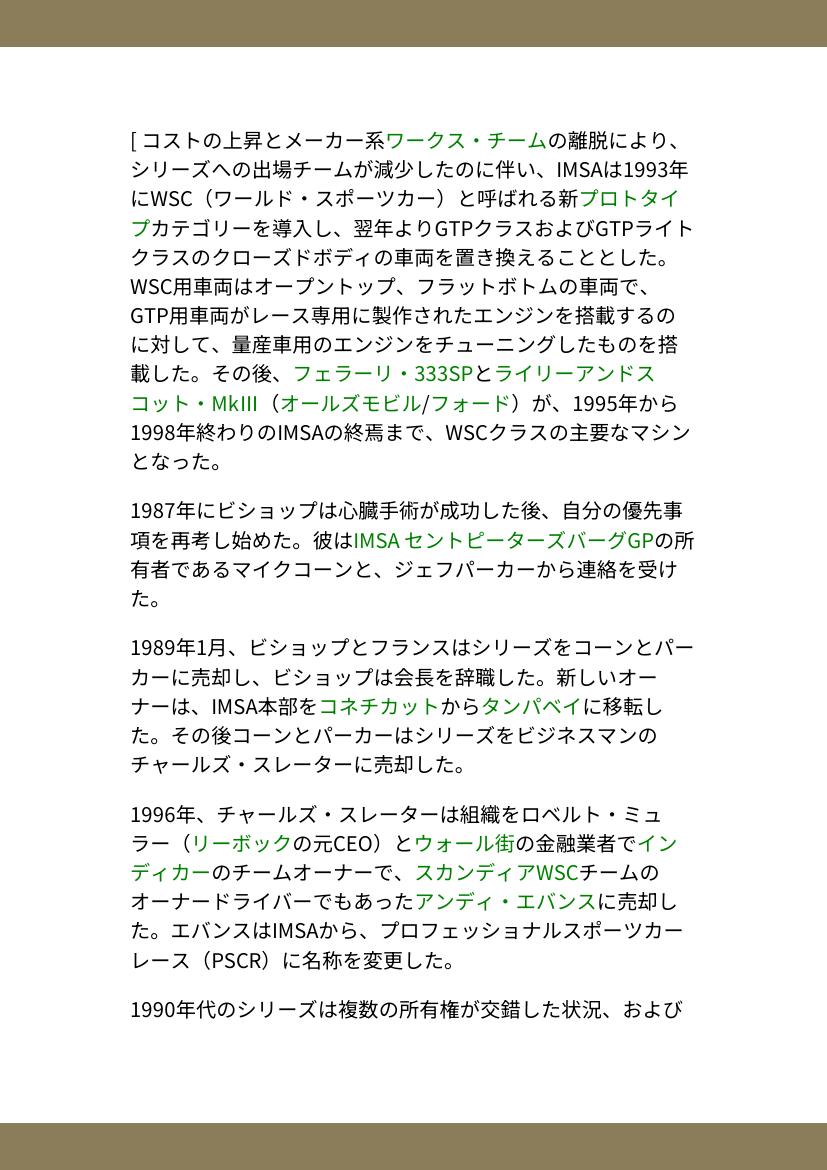 [ コストの上昇とメーカー系ワークス・チームの離脱により、
シリーズへの出場チームが減少したのに伴い、IMSAは1993年
にWSC（ワールド・スポーツカー）と呼ばれる新プロトタイ
プカテゴリーを導入し、翌年よりGTPクラスおよびGTPライト
クラスのクローズドボディの車両を置き換えることとした。
WSC用車両はオープントップ、フラットボトムの車両で、
GTP用車両がレース専用に製作されたエンジンを搭載するの
に対して、量産車用のエンジンをチューニングしたものを搭
載した。その後、フェラーリ・333SPとライリーアンドス
コット・MkIII（オールズモビル/フォード）が、1995年から
1998年終わりのIMSAの終焉まで、WSCクラスの主要なマシン
となった。
1987年にビショップは心臓手術が成功した後、自分の優先事
項を再考し始めた。彼はIMSA セントピーターズバーグGPの所
有者であるマイクコーンと、ジェフパーカーから連絡を受け
た。
1989年1月、ビショップとフランスはシリーズをコーンとパー
カーに売却し、ビショップは会長を辞職した。新しいオー
ナーは、IMSA本部をコネチカットからタンパベイに移転し
た。その後コーンとパーカーはシリーズをビジネスマンの
チャールズ・スレーターに売却した。
1996年、チャールズ・スレーターは組織をロベルト・ミュ
ラー（リーボックの元CEO）とウォール街の金融業者でイン
ディカーのチームオーナーで、スカンディアWSCチームの
オーナードライバーでもあったアンディ・エバンスに売却し
た。エバンスはIMSAから、プロフェッショナルスポーツカー
レース（PSCR）に名称を変更した。
1990年代のシリーズは複数の所有権が交錯した状況、および